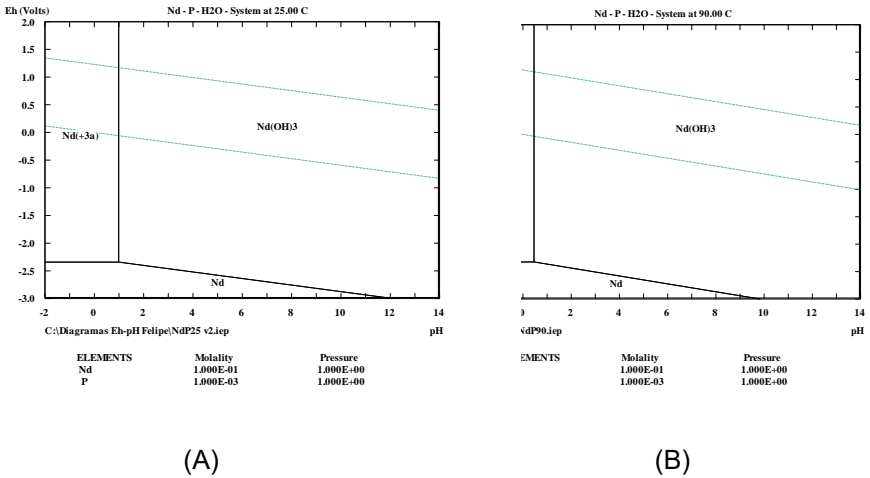 Eh (Volts)
Nd - P - H2O - System at 25.00 C
2.0
1.5
1.0
0.5
0.0
-0.5
-1.0
-1.5
-2.0
-2.5
-3.0
Nd(+3a)
Nd(OH)3
Nd
-2 0 2 4 6 8 10 12 14
C:\Diagramas Eh-pH Felipe\NdP25 v2.iep
pH
ELEMENTS Molality Pressure
Nd 1.000E-01 1.000E+00
P 1.000E-03 1.000E+00
(A)
Nd - P - H2O - System at 90.00 C
Nd(OH)3
Nd
2 4 6 8 10 12 14
NdP90.iep
pH
Molality Pressure
1.000E-01 1.000E+00
1.000E-03 1.000E+00
(B)